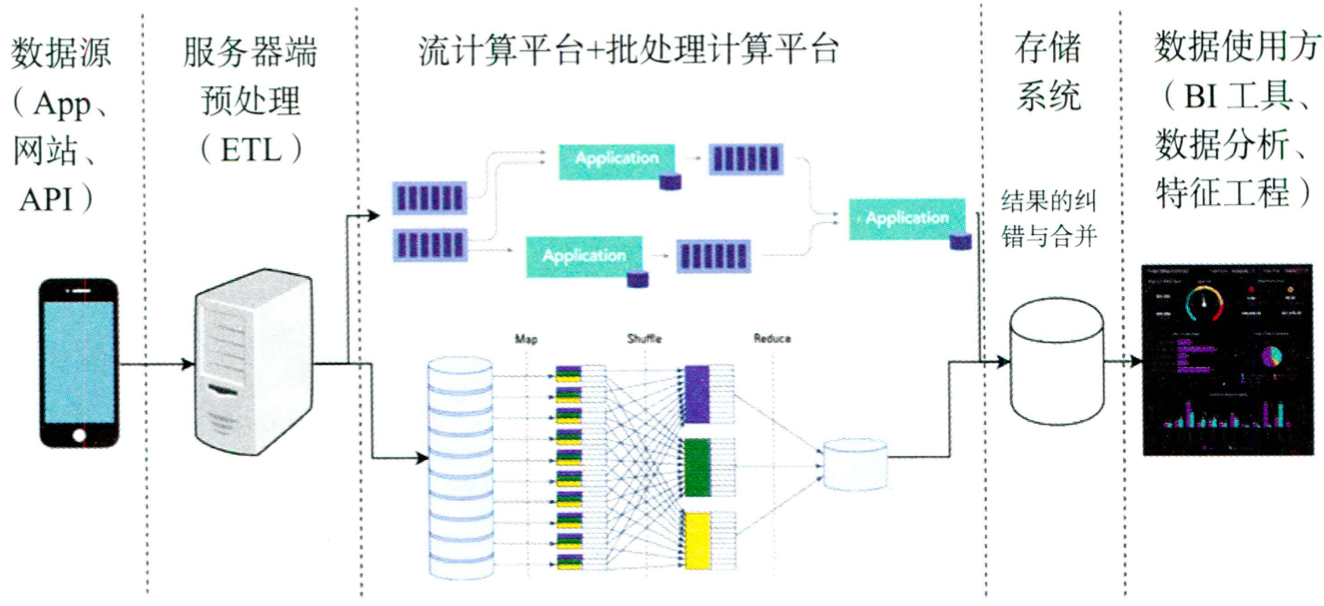 数据源
（App、
网站、
API）
服务器端
预处理
（ETL）
流计算平台+批处理计算平台
存储
系统
数据使用方
（BI 工具、
数据分析、
特征工程）
结果的纠
错与合并
Application
Application
Application
Map
Shuffle
Reduce